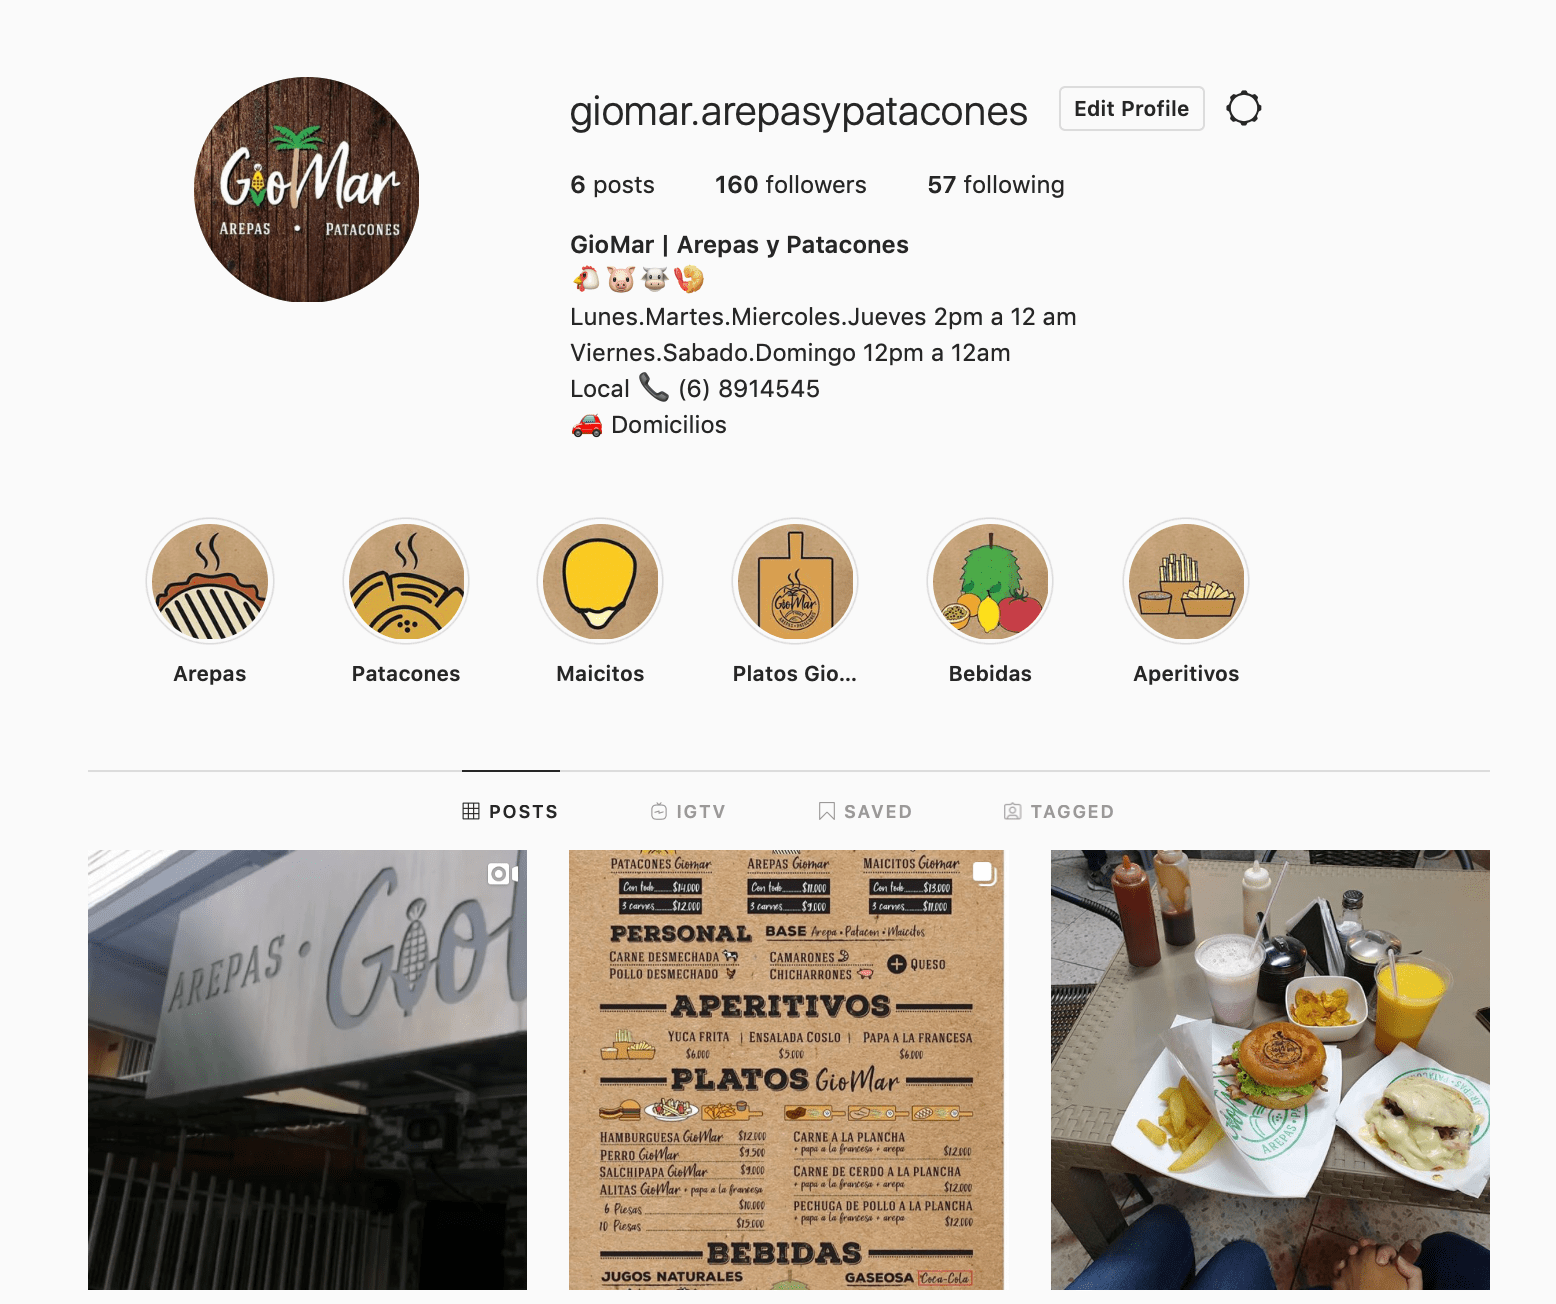 GioMar
AREPAS • PATACONES
giomar.arepasypatacones
Edit Profile
6 posts
160 followers
57 following
GioMar | Arepas y Patacones
Lunes.Martes.Miercoles.Jueves 2pm a 12 am
Viernes.Sabado.Domingo 12pm a 12am
Local (6) 8914545
Domicilios
GioMar
AREPAS • PATACONES
Arepas
Patacones
Maicitos
Platos Gio...
Bebidas
Aperitivos
POSTS
IGTV
SAVED
TAGGED
AREPAS • Gio
PATACONES Giomar
Con todo $14.000
3 carnes $12.000
AREPAS Giomar
Con todo $11.000
3 carnes $9.000
MAICITOS Giomar
Con todo $13.000
3 carnes $11.000
PERSONAL
BASE Arepa • Patacon • Maicitos
CARNE DESMECHADA
POLLO DESMECHADO
CAMARONES
CHICHARRONES
+ QUESO
APERITIVOS
YUCA FRITA | ENSALADA COSLO | PAPA A LA FRANCESA
$6.000 $5.000 $6.000
PLATOS GioMar
HAMBURGUESA GioMar $12.000
PERRO GioMar $9.500
SALCHIPAPA GioMar $9.000
ALITAS GioMar + papa a la francesa
6 Piesas $10.000
10 Piesas $15.000
CARNE A LA PLANCHA
+ papa a la francesa + arepa $12.000
CARNE DE CERDO A LA PLANCHA
+ papa a la francesa + arepa $12.000
PECHUGA DE POLLO A LA PLANCHA
+ papa a la francesa + arepa $12.000
BEBIDAS
JUGOS NATURALES
GASEOSA Coca-Cola
GioMar
AREPAS